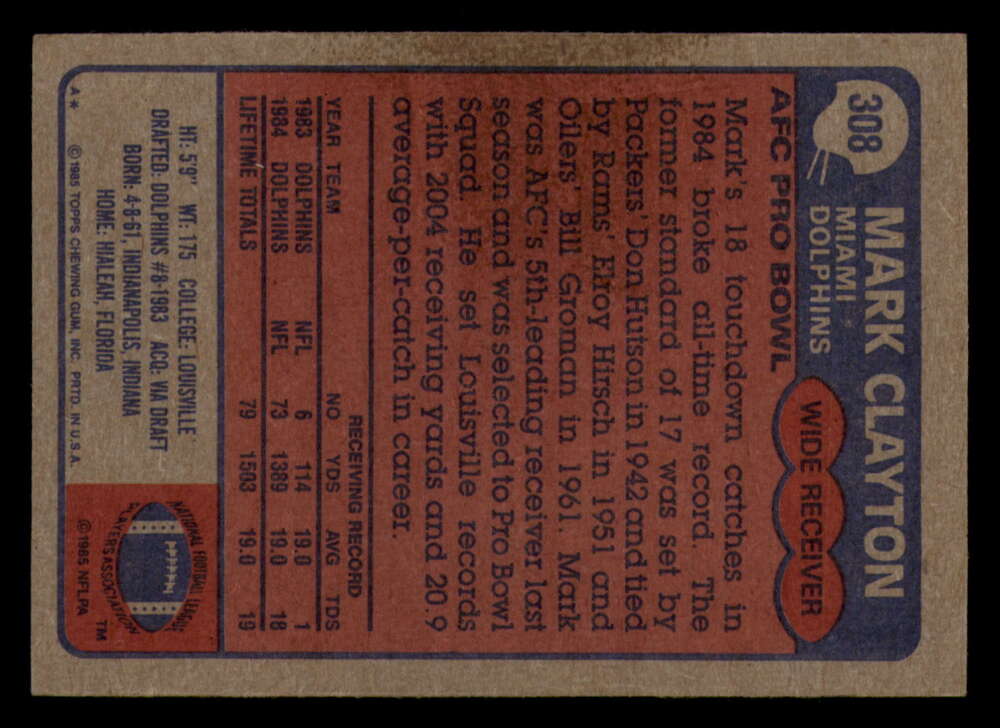 308
MARK CLAYTON
MIAMI
DOLPHINS
WIDE RECEIVER
AFC PRO BOWL
Mark's 18 touchdown catches in
1984 broke all-time record. The
former standard of 17 was set by
Packers' Don Hutson in 1942 and tied
by Rams' Elroy Hirsch in 1951 and
Oilers' Bill Groman in 1961. Mark
was AFC's 5th-leading receiver last
season and was selected to Pro Bowl
Squad. He set Louisville records
with 2004 receiving yards and 20.9
average-per-catch in career.
RECEIVING RECORD
YEAR TEAM NO YDS AVG TDS
1983 DOLPHINS NFL 6 114 19.0 1
1984 DOLPHINS NFL 73 1389 19.0 18
LIFETIME TOTALS 79 1503 19.0 19
HT: 5'9" WT: 175 COLLEGE: LOUISVILLE
DRAFTED: DOLPHINS #8-1983 ACQ: VIA DRAFT
BORN: 4-8-61, INDIANAPOLIS, INDIANA
HOME: HIALEAH, FLORIDA
A* © 1985 TOPPS CHEWING GUM, INC. PRTD. IN U.S.A.
NATIONAL FOOTBALL LEAGUE
PLAYERS ASSOCIATION
TM
© 1985 NFLPA